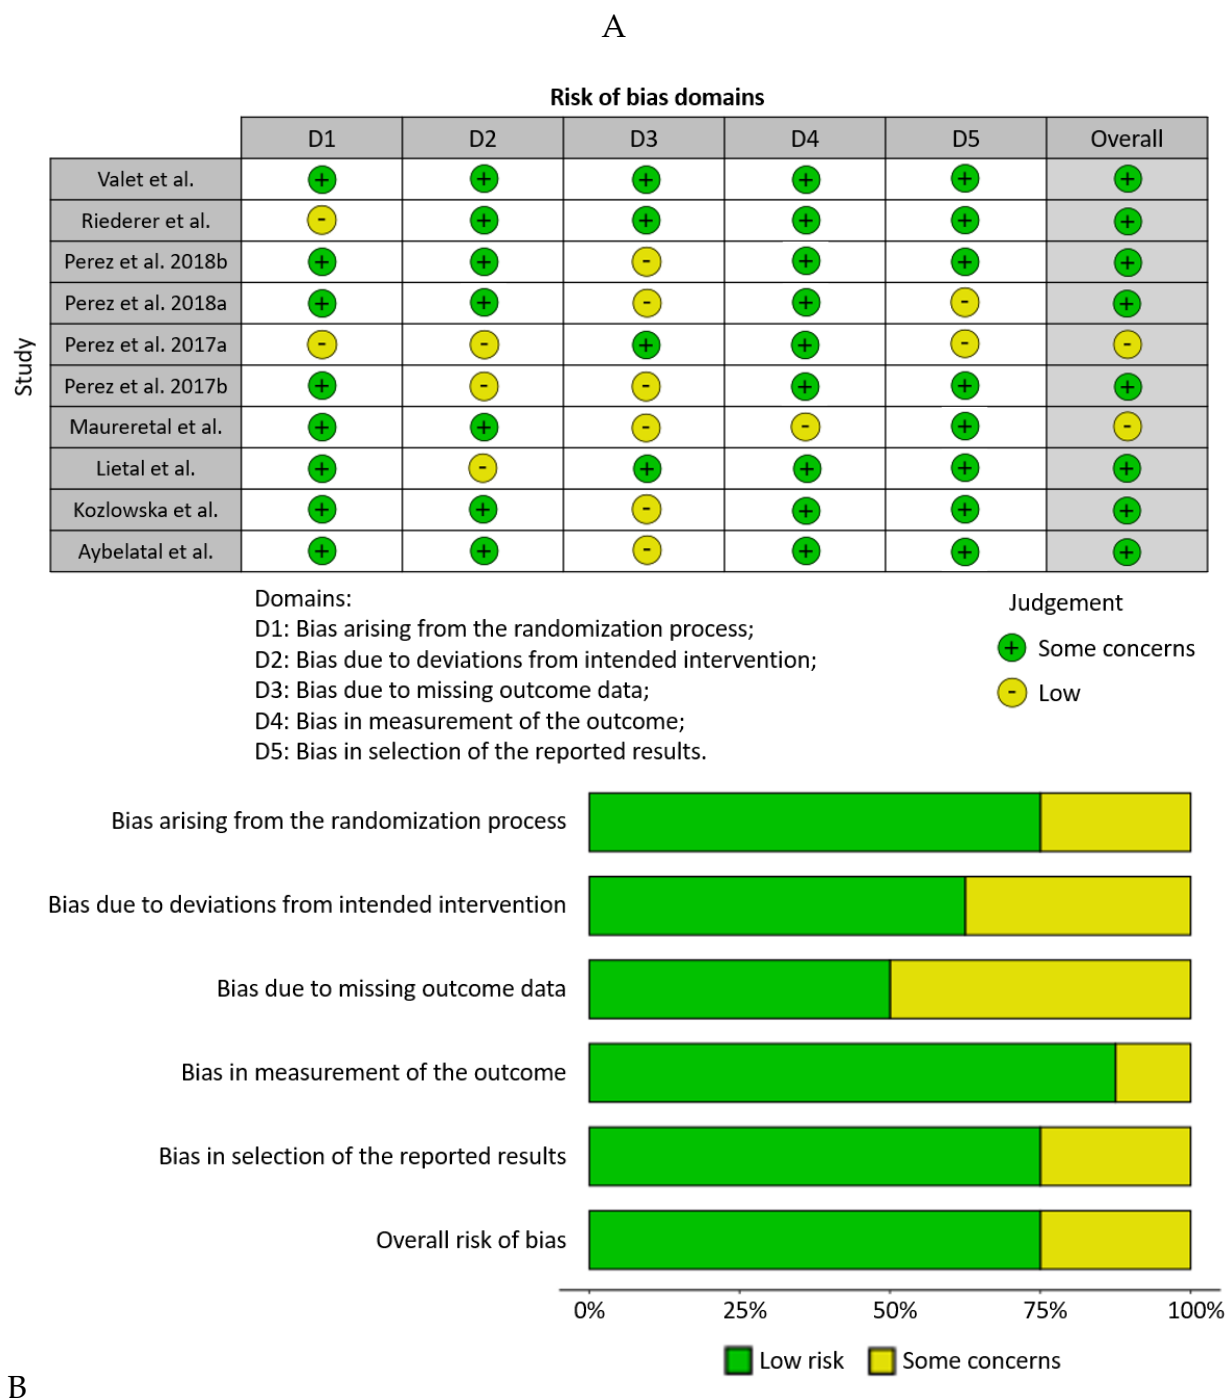 A
Risk of bias domains
D1 D2 D3 D4 D5 Overall
Study
Valet et al. + + + + + +
Riederer et al. - + + + + +
Perez et al. 2018b + + - + + +
Perez et al. 2018a + + - + - +
Perez et al. 2017a - - + + - -
Perez et al. 2017b + - - + + +
Maureretal et al. + + - - + -
Lietal et al. + - + + + +
Kozlowska et al. + + - + + +
Aybelatal et al. + + - + + +
Domains:
D1: Bias arising from the randomization process;
D2: Bias due to deviations from intended intervention;
D3: Bias due to missing outcome data;
D4: Bias in measurement of the outcome;
D5: Bias in selection of the reported results.
Judgement
+ Some concerns
- Low
Bias arising from the randomization process
Bias due to deviations from intended intervention
Bias due to missing outcome data
Bias in measurement of the outcome
Bias in selection of the reported results
Overall risk of bias
0% 25% 50% 75% 100%
Low risk Some concerns
B